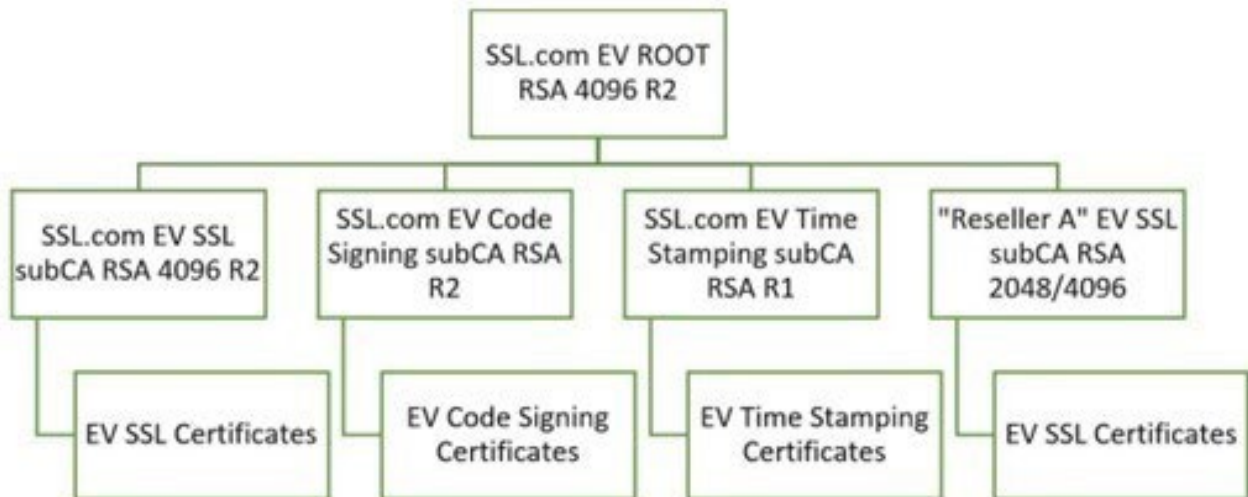 SSL.com EV ROOT
RSA 4096 R2
SSL.com EV SSL
subCA RSA 4096 R2
SSL.com EV Code
Signing subCA RSA
R2
SSL.com EV Time
Stamping subCA
RSA R1
"Reseller A" EV SSL
subCA RSA
2048/4096
EV SSL Certificates
EV Code Signing
Certificates
EV Time Stamping
Certificates
EV SSL Certificates